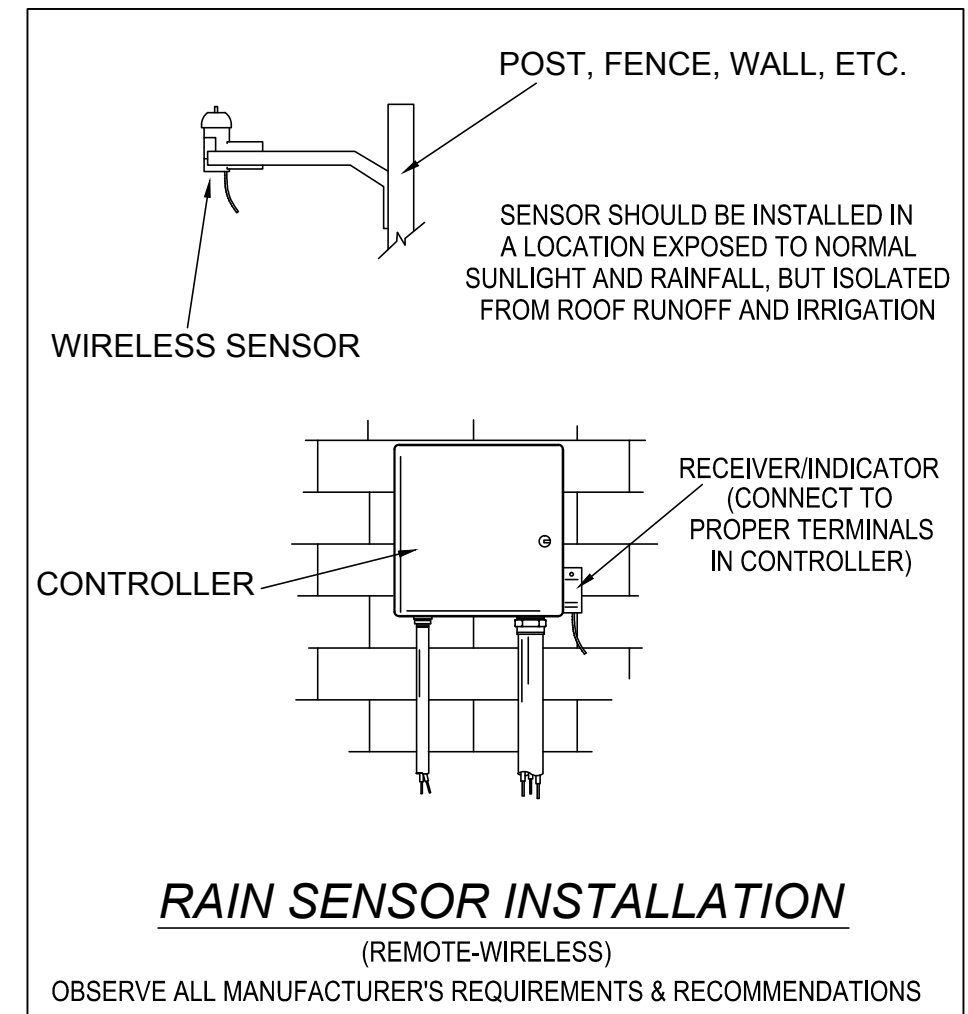 POST, FENCE, WALL, ETC.
SENSOR SHOULD BE INSTALLED IN
A LOCATION EXPOSED TO NORMAL
SUNLIGHT AND RAINFALL, BUT ISOLATED
FROM ROOF RUNOFF AND IRRIGATION
WIRELESS SENSOR
RECEIVER/INDICATOR
(CONNECT TO
PROPER TERMINALS
IN CONTROLLER)
CONTROLLER
RAIN SENSOR INSTALLATION
(REMOTE-WIRELESS)
OBSERVE ALL MANUFACTURER'S REQUIREMENTS & RECOMMENDATIONS